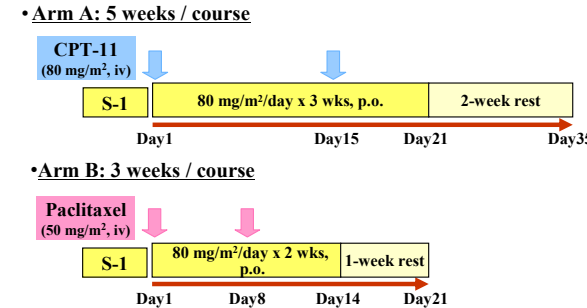 • Arm A: 5 weeks / course
CPT-11
(80 mg/m², iv)
S-1
80 mg/m²/day x 3 wks, p.o.
2-week rest
Day1
Day15
Day21
Day35
•Arm B: 3 weeks / course
Paclitaxel
(50 mg/m², iv)
S-1
80 mg/m²/day x 2 wks,
p.o.
1-week rest
Day1
Day8
Day14
Day21